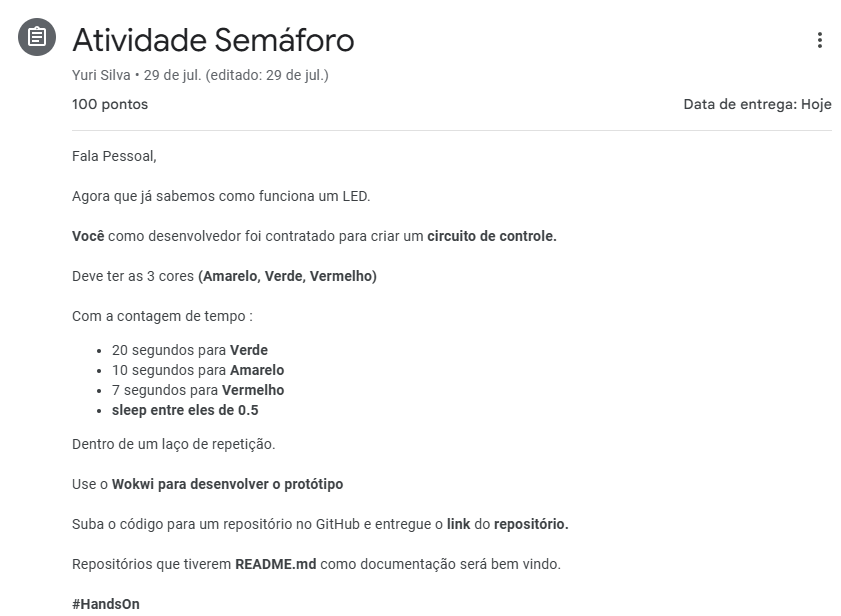 Atividade Semáforo
Yuri Silva • 29 de jul. (editado: 29 de jul.)
100 pontos
Data de entrega: Hoje
Fala Pessoal,
Agora que já sabemos como funciona um LED.
Você como desenvolvedor foi contratado para criar um circuito de controle.
Deve ter as 3 cores (Amarelo, Verde, Vermelho)
Com a contagem de tempo :
• 20 segundos para Verde
• 10 segundos para Amarelo
• 7 segundos para Vermelho
• sleep entre eles de 0.5
Dentro de um laço de repetição.
Use o Wokwi para desenvolver o protótipo
Suba o código para um repositório no GitHub e entregue o link do repositório.
Repositórios que tiverem README.md como documentação será bem vindo.
#HandsOn